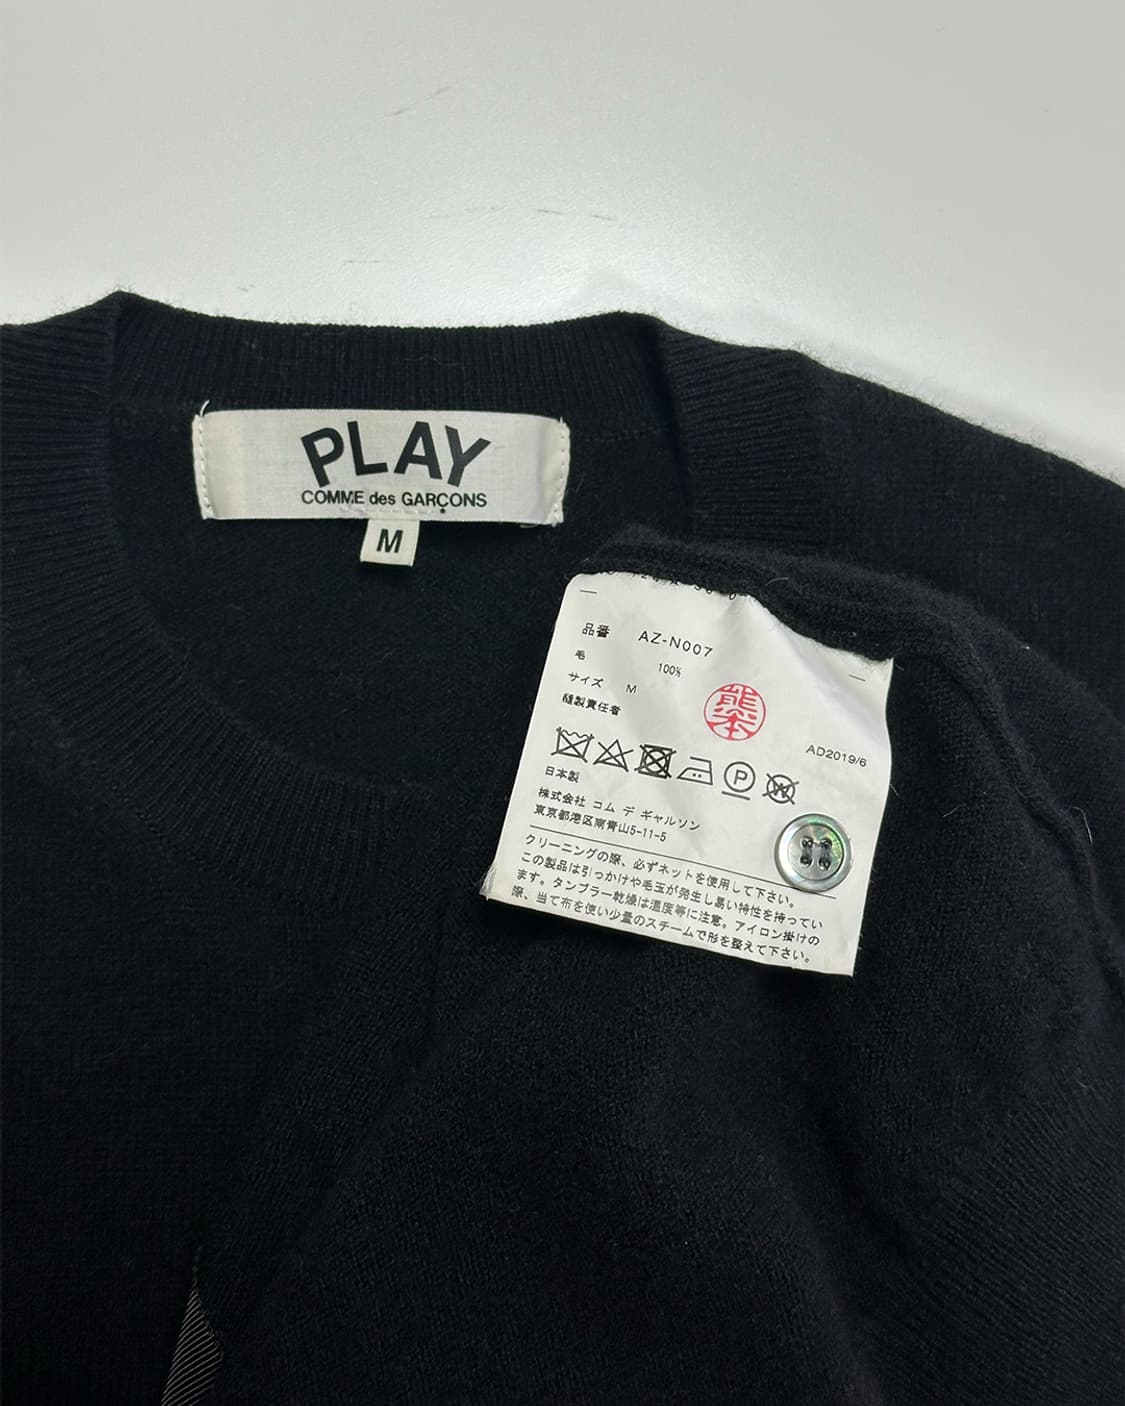 PLAY
COMME des GARÇONS
M
品番 AZ-N007
毛 100%
サイズ M
縫製責任者
熊本
AD2019/6
P
W
日本製
株式会社 コム デ ギャルソン
東京都港区南青山5-11-5
クリーニングの際、必ずネットを使用して下さい。
この製品は引っかけや毛玉が発生し易い特性を持ってい
ます。タンブラー乾燥は温度等に注意。アイロン掛けの
際、当て布を使い少量のスチームで形を整えて下さい。